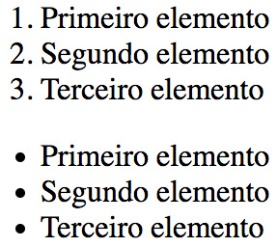 1. Primeiro elemento
2. Segundo elemento
3. Terceiro elemento
• Primeiro elemento
• Segundo elemento
• Terceiro elemento